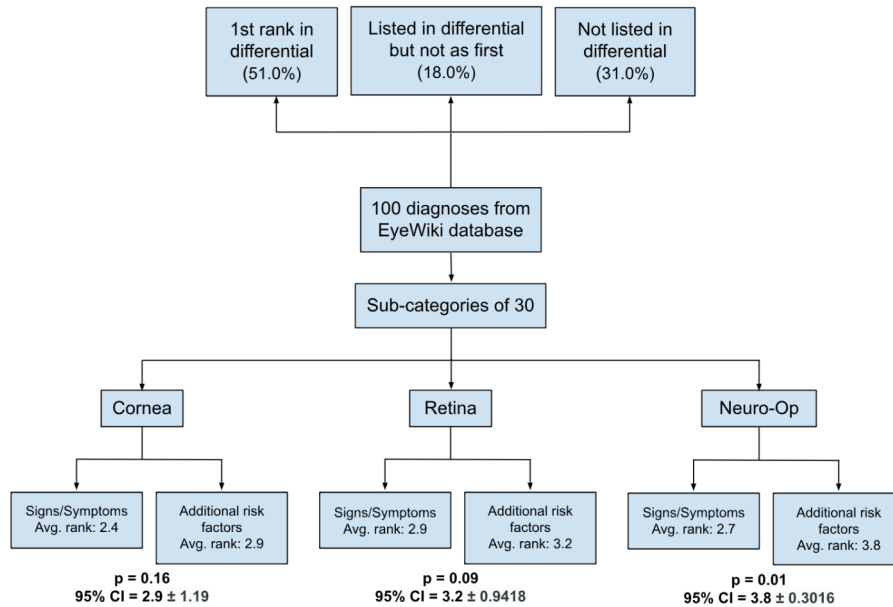 1st rank in
differential
(51.0%)
Listed in differential
but not as first
(18.0%)
Not listed in
differential
(31.0%)
100 diagnoses from
EyeWiki database
Sub-categories of 30
Cornea
Retina
Neuro-Op
Signs/Symptoms
Avg. rank: 2.4
Additional risk
factors
Avg. rank: 2.9
Signs/Symptoms
Avg. rank: 2.9
Additional risk
factors
Avg. rank: 3.2
Signs/Symptoms
Avg. rank: 2.7
Additional risk
factors
Avg. rank: 3.8
p = 0.16
95% CI = 2.9 ± 1.19
p = 0.09
95% CI = 3.2 ± 0.9418
p = 0.01
95% CI = 3.8 ± 0.3016